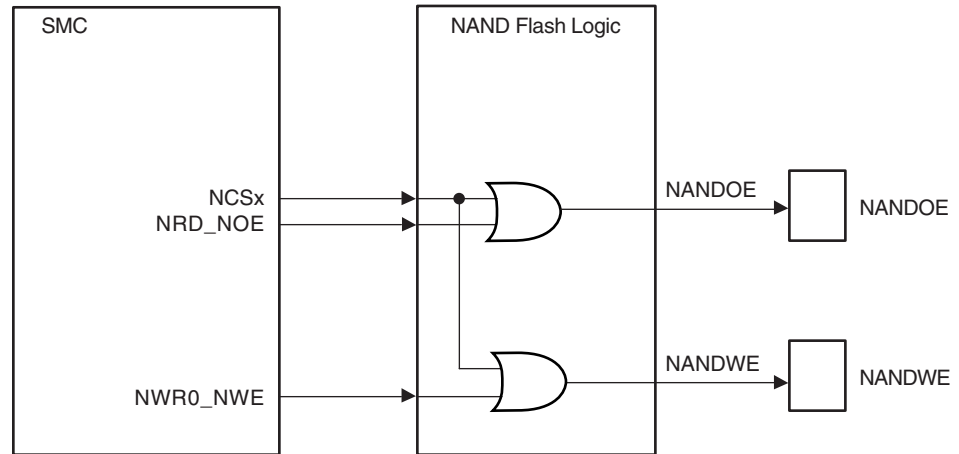 SMC
NAND Flash Logic
NCSx
NRD_NOE
NANDOE
NANDOE
NWR0_NWE
NANDWE
NANDWE